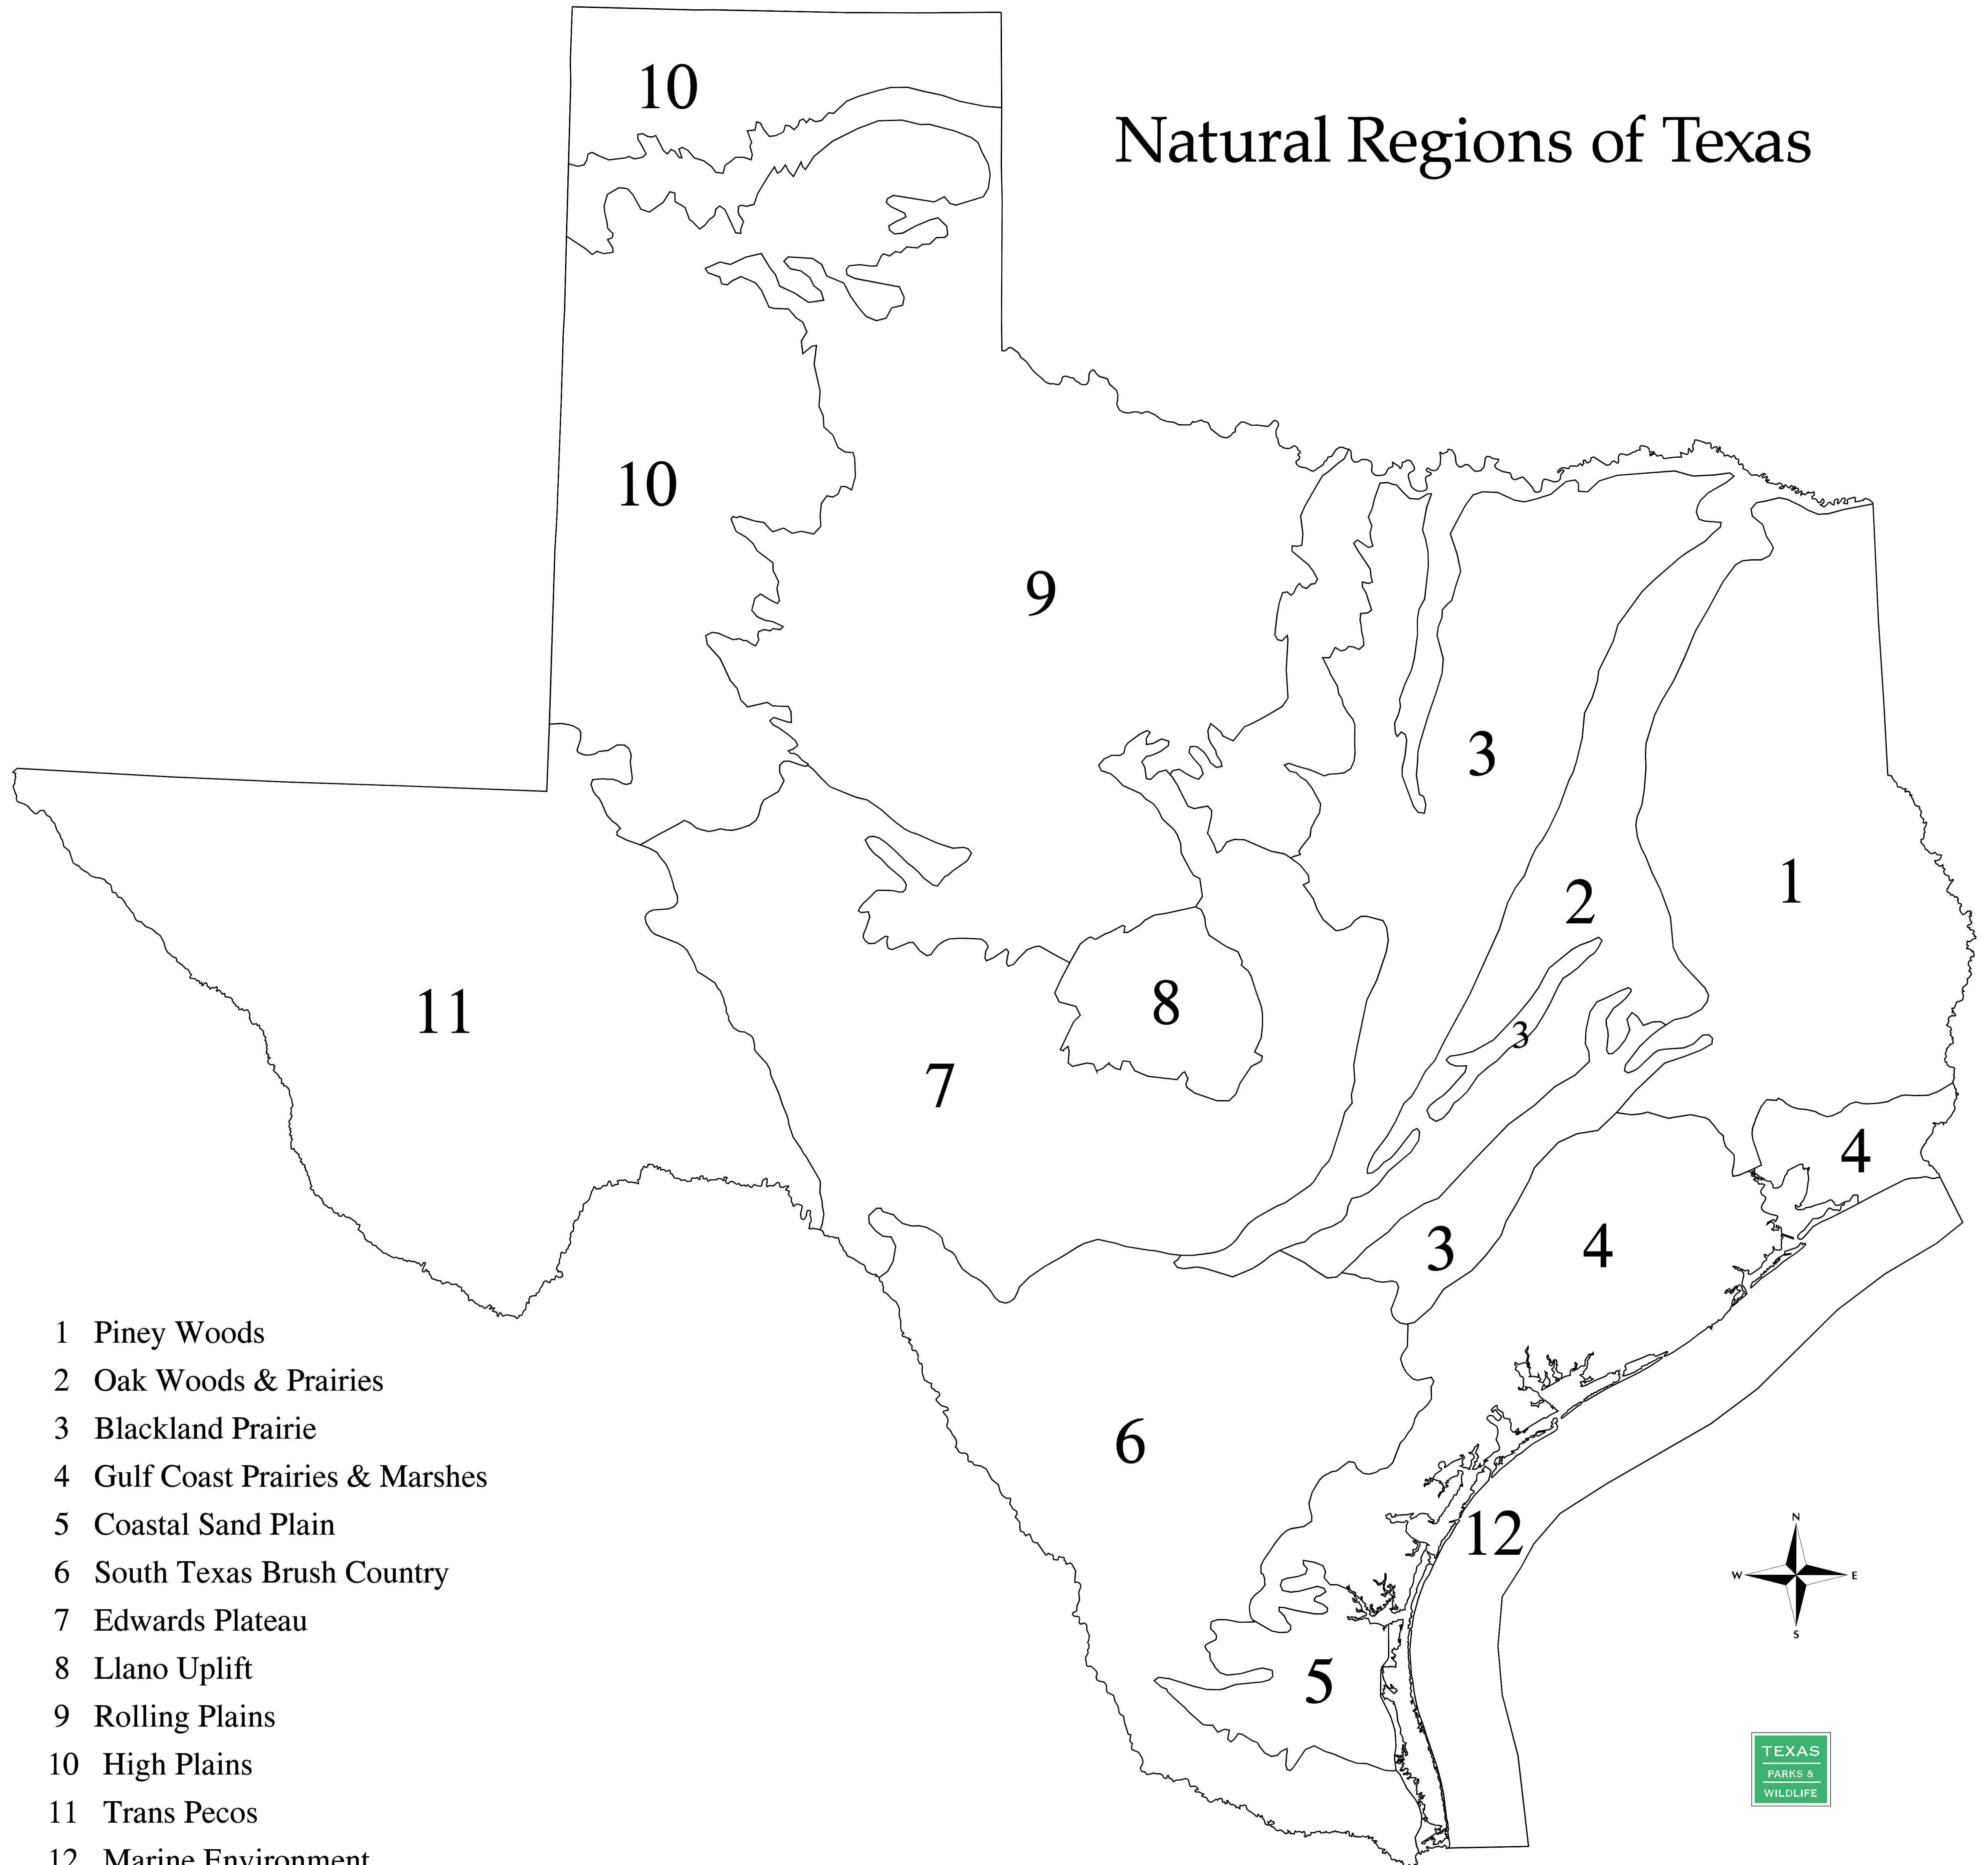 10
Natural Regions of Texas
10
9
3
1
2
8
3
11
7
4
3
4
6
12
N
W E
S
5
1 Piney Woods
2 Oak Woods & Prairies
3 Blackland Prairie
4 Gulf Coast Prairies & Marshes
5 Coastal Sand Plain
6 South Texas Brush Country
7 Edwards Plateau
8 Llano Uplift
9 Rolling Plains
10 High Plains
11 Trans Pecos
12 Marine Environment
TEXAS
PARKS &
WILDLIFE